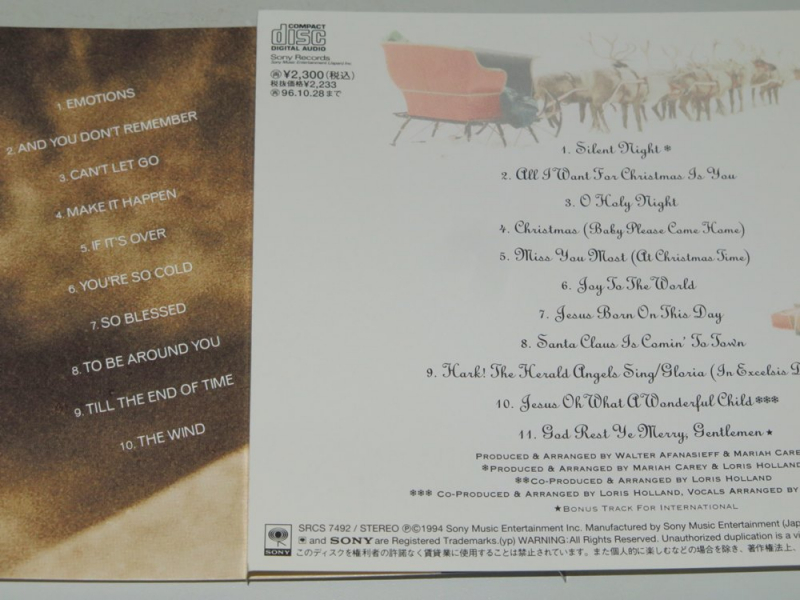 1. EMOTIONS
2. AND YOU DON'T REMEMBER
3. CAN'T LET GO
4. MAKE IT HAPPEN
5. IF IT'S OVER
6. YOU'RE SO COLD
7. SO BLESSED
8. TO BE AROUND YOU
9. TILL THE END OF TIME
10. THE WIND
COMPACT
disc
DIGITAL AUDIO
Sony Records
¥2,300(税込)
税抜価格¥2,233
96.10.28まで
1. Silent Night *
2. All I Want For Christmas Is You
3. O Holy Night
4. Christmas (Baby Please Come Home)
5. Miss You Most (At Christmas Time)
6. Joy To The World
7. Jesus Born On This Day
8. Santa Claus Is Comin' To Town
9. Hark! The Herald Angels Sing/Gloria (In Excelsis D
10. Jesus Oh What A Wonderful Child ***
11. God Rest Ye Merry, Gentlemen ★
PRODUCED & ARRANGED BY WALTER AFANASIEFF & MARIAH CAREY
*PRODUCED & ARRANGED BY MARIAH CAREY & LORIS HOLLAND
**CO-PRODUCED & ARRANGED BY LORIS HOLLAND
*** CO-PRODUCED & ARRANGED BY LORIS HOLLAND, VOCALS ARRANGED BY
★BONUS TRACK FOR INTERNATIONAL
SRCS 7492 / STEREO ℗©1994 Sony Music Entertainment Inc. Manufactured by Sony Music Entertainment (Jap
and SONY are Registered Trademarks.(yp) WARNING:All Rights Reserved. Unauthorized duplication is a vi
SONY
このディスクを権利者の許諾なく賃貸業に使用することは禁止されています。また個人的に楽しむなどの場合を除き、著作権法上、